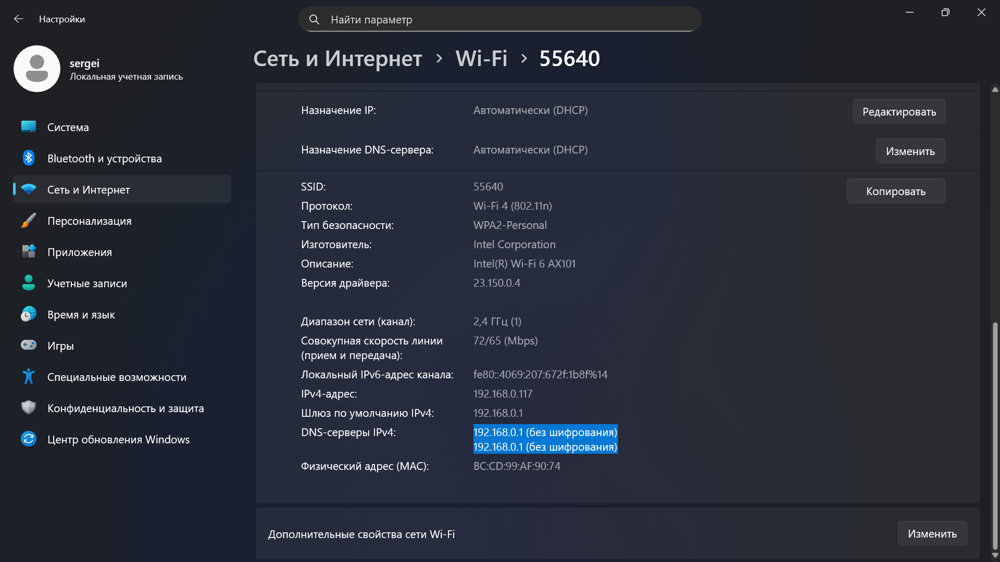 Настройки
Найти параметр
sergei
Локальная учетная запись
Система
Bluetooth и устройства
Сеть и Интернет
Персонализация
Приложения
Учетные записи
Время и язык
Игры
Специальные возможности
Конфиденциальность и защита
Центр обновления Windows
Сеть и Интернет › Wi-Fi › 55640
Назначение IP: Автоматически (DHCP) Редактировать
Назначение DNS-сервера: Автоматически (DHCP) Изменить
SSID: 55640 Копировать
Протокол: Wi-Fi 4 (802.11n)
Тип безопасности: WPA2-Personal
Изготовитель: Intel Corporation
Описание: Intel(R) Wi-Fi 6 AX101
Версия драйвера: 23.150.0.4
Диапазон сети (канал): 2,4 ГГц (1)
Совокупная скорость линии 72/65 (Mbps)
(прием и передача):
Локальный IPv6-адрес канала: fe80::4069:207:672f:1b8f%14
IPv4-адрес: 192.168.0.117
Шлюз по умолчанию IPv4: 192.168.0.1
DNS-серверы IPv4: 192.168.0.1 (без шифрования)
192.168.0.1 (без шифрования)
Физический адрес (MAC): BC:CD:99:AF:90:74
Дополнительные свойства сети Wi-Fi Изменить